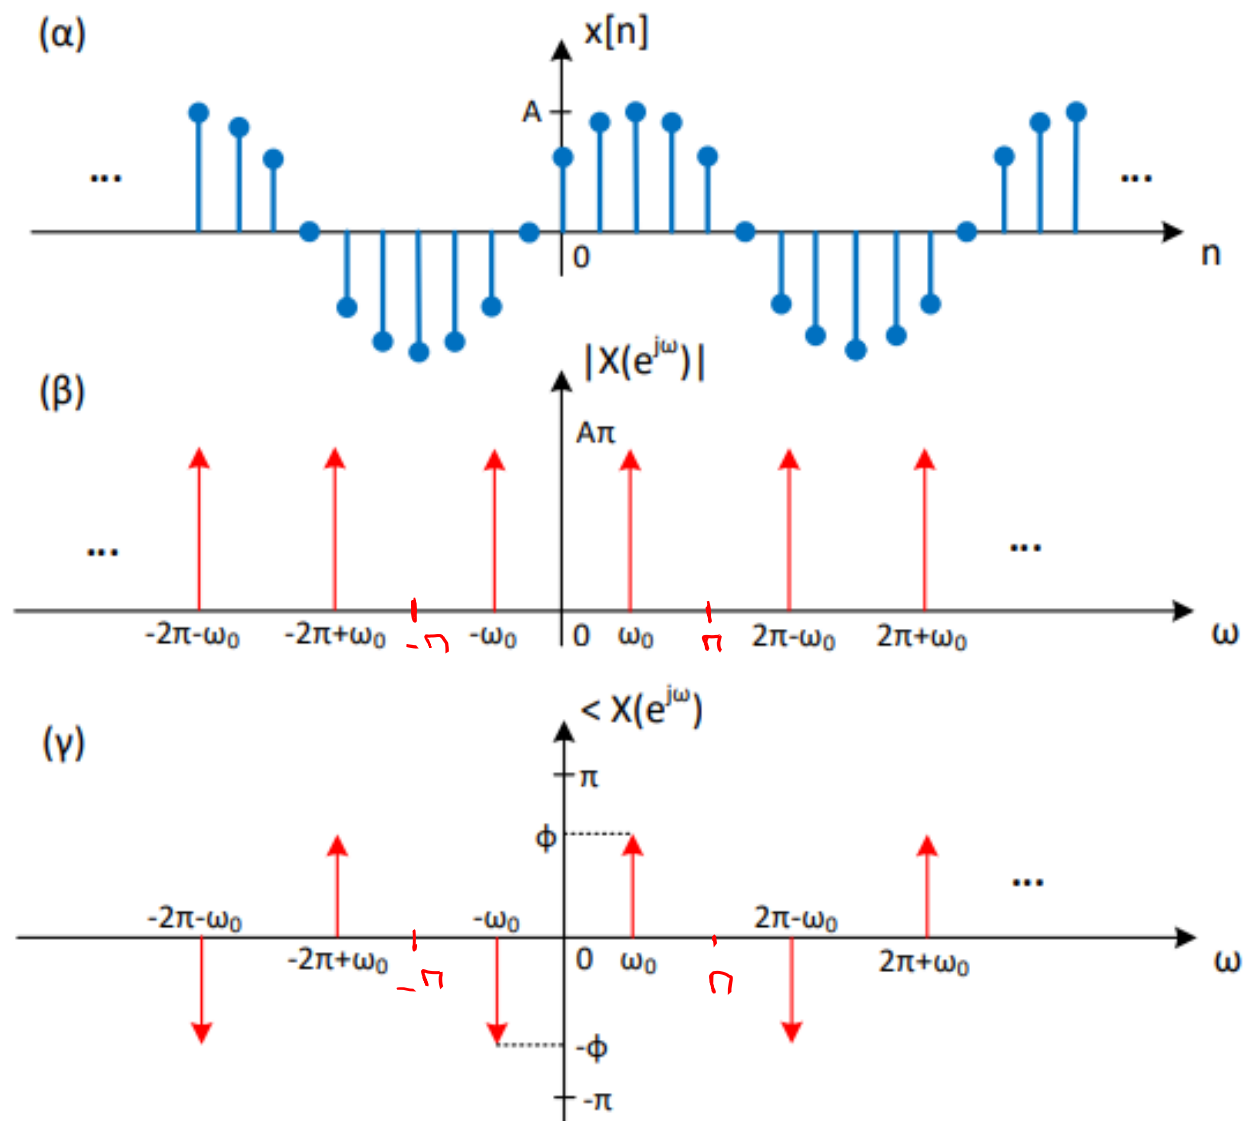 (α)
x[n]
A
...
...
0
n
(β)
|X(e^{jω})|
Aπ
...
...
-2π-ω₀
-2π+ω₀
-π
-ω₀
0
ω₀
π
2π-ω₀
2π+ω₀
ω
(γ)
< X(e^{jω})
π
ϕ
...
-2π-ω₀
-ω₀
2π-ω₀
-2π+ω₀
-π
0
ω₀
π
2π+ω₀
ω
-ϕ
-π